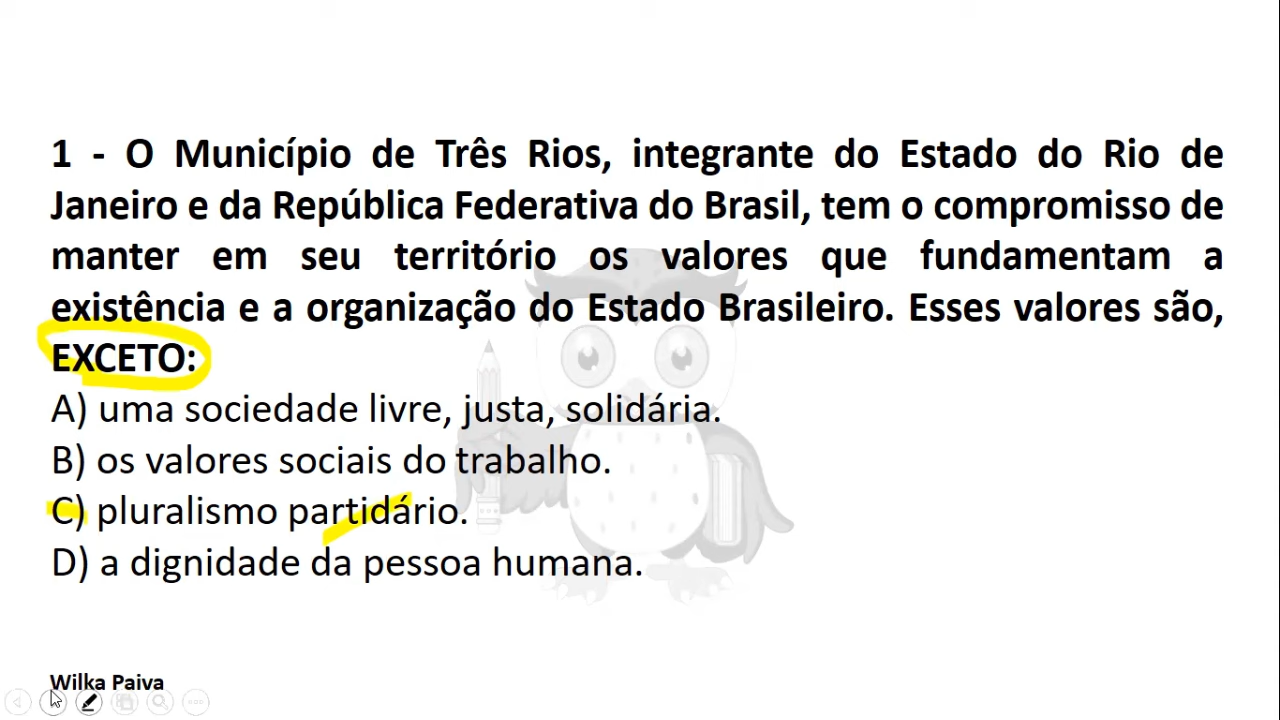 1 - O Município de Três Rios, integrante do Estado do Rio de
Janeiro e da República Federativa do Brasil, tem o compromisso de
manter em seu território os valores que fundamentam a
existência e a organização do Estado Brasileiro. Esses valores são,
EXCETO:
A) uma sociedade livre, justa, solidária.
B) os valores sociais do trabalho.
C) pluralismo partidário.
D) a dignidade da pessoa humana.
Wilka Paiva